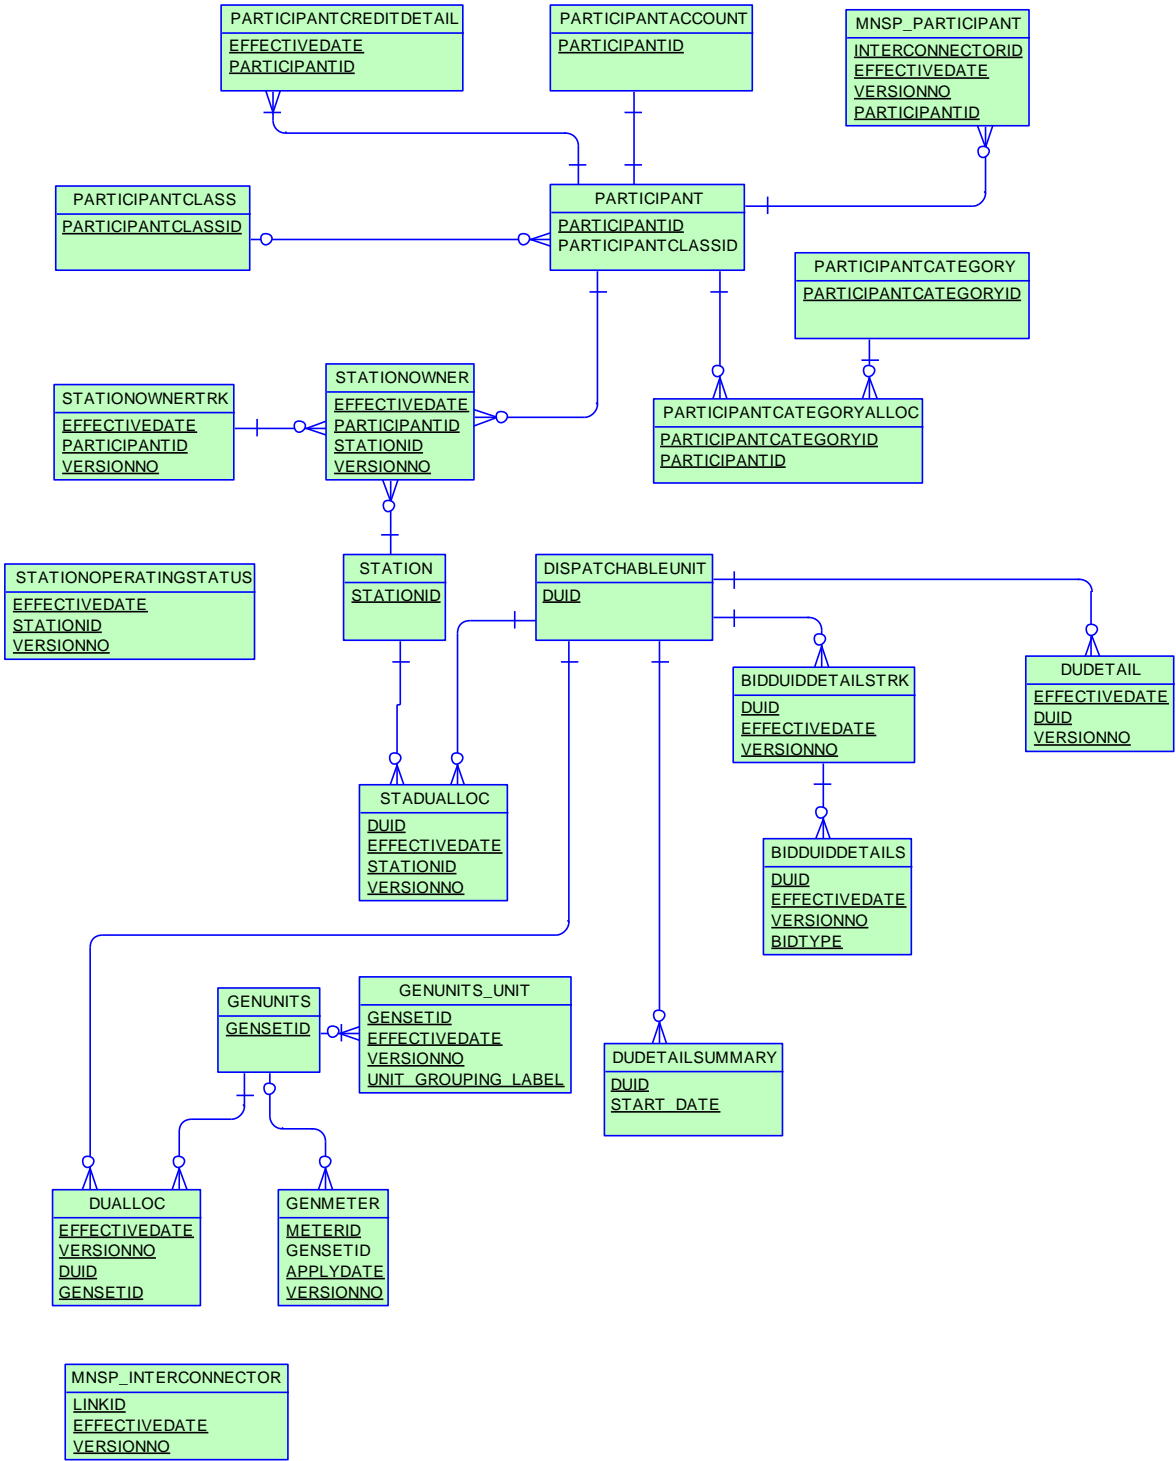 PARTICIPANTCREDITDETAIL
EFFECTIVEDATE
PARTICIPANTID
PARTICIPANTACCOUNT
PARTICIPANTID
MNSP_PARTICIPANT
INTERCONNECTORID
EFFECTIVEDATE
VERSIONNO
PARTICIPANTID
PARTICIPANTCLASS
PARTICIPANTCLASSID
PARTICIPANT
PARTICIPANTID
PARTICIPANTCLASSID
PARTICIPANTCATEGORY
PARTICIPANTCATEGORYID
STATIONOWNERTRK
EFFECTIVEDATE
PARTICIPANTID
VERSIONNO
STATIONOWNER
EFFECTIVEDATE
PARTICIPANTID
STATIONID
VERSIONNO
PARTICIPANTCATEGORYALLOC
PARTICIPANTCATEGORYID
PARTICIPANTID
STATIONOPERATINGSTATUS
EFFECTIVEDATE
STATIONID
VERSIONNO
STATION
STATIONID
DISPATCHABLEUNIT
DUID
BIDDUIDDETAILSTRK
DUID
EFFECTIVEDATE
VERSIONNO
DUDETAIL
EFFECTIVEDATE
DUID
VERSIONNO
STADUALLOC
DUID
EFFECTIVEDATE
STATIONID
VERSIONNO
BIDDUIDDETAILS
DUID
EFFECTIVEDATE
VERSIONNO
BIDTYPE
GENUNITS
GENSETID
GENUNITS_UNIT
GENSETID
EFFECTIVEDATE
VERSIONNO
UNIT_GROUPING_LABEL
DUDETAILSUMMARY
DUID
START_DATE
DUALLOC
EFFECTIVEDATE
VERSIONNO
DUID
GENSETID
GENMETER
METERID
GENSETID
APPLYDATE
VERSIONNO
MNSP_INTERCONNECTOR
LINKID
EFFECTIVEDATE
VERSIONNO